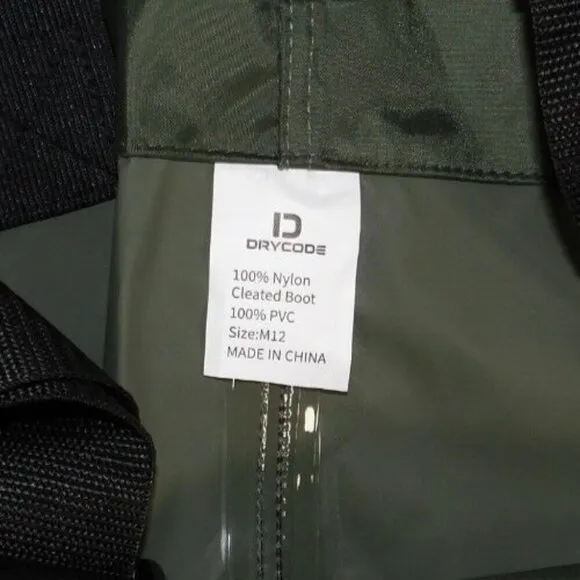 DRYCODE
100% Nylon
Cleated Boot
100% PVC
Size:M12
MADE IN CHINA